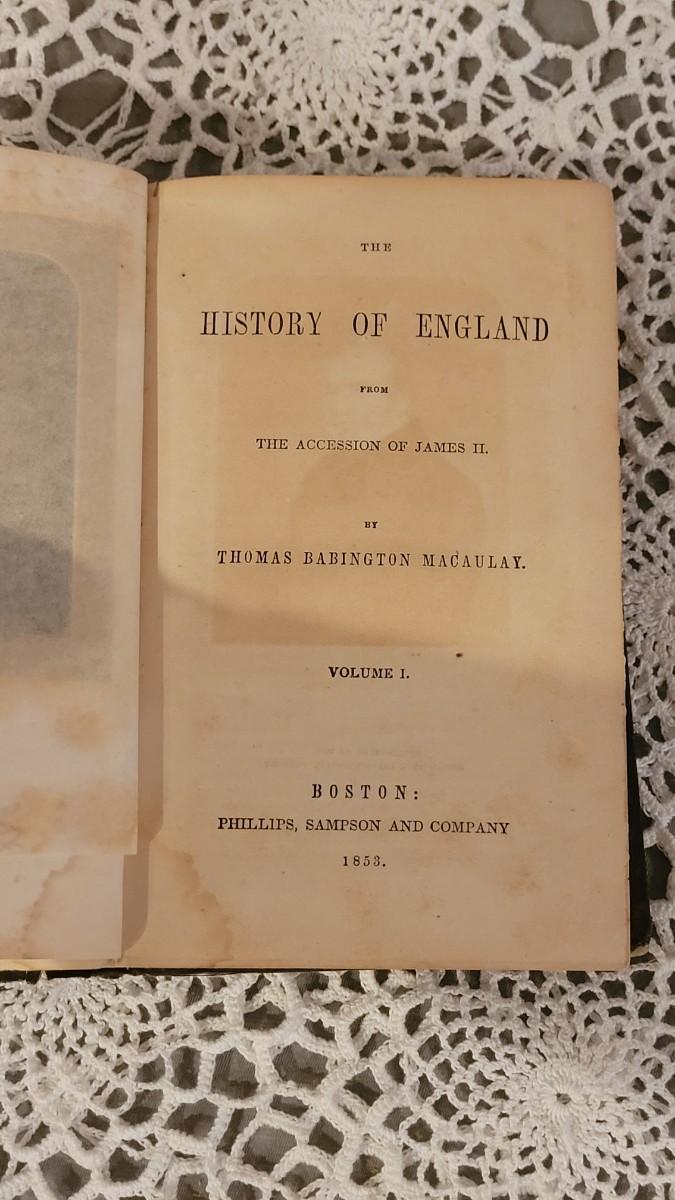 THE
HISTORY OF ENGLAND
FROM
THE ACCESSION OF JAMES II.
BY
THOMAS BABINGTON MACAULAY.
VOLUME I.
BOSTON:
PHILLIPS, SAMPSON AND COMPANY
1853.